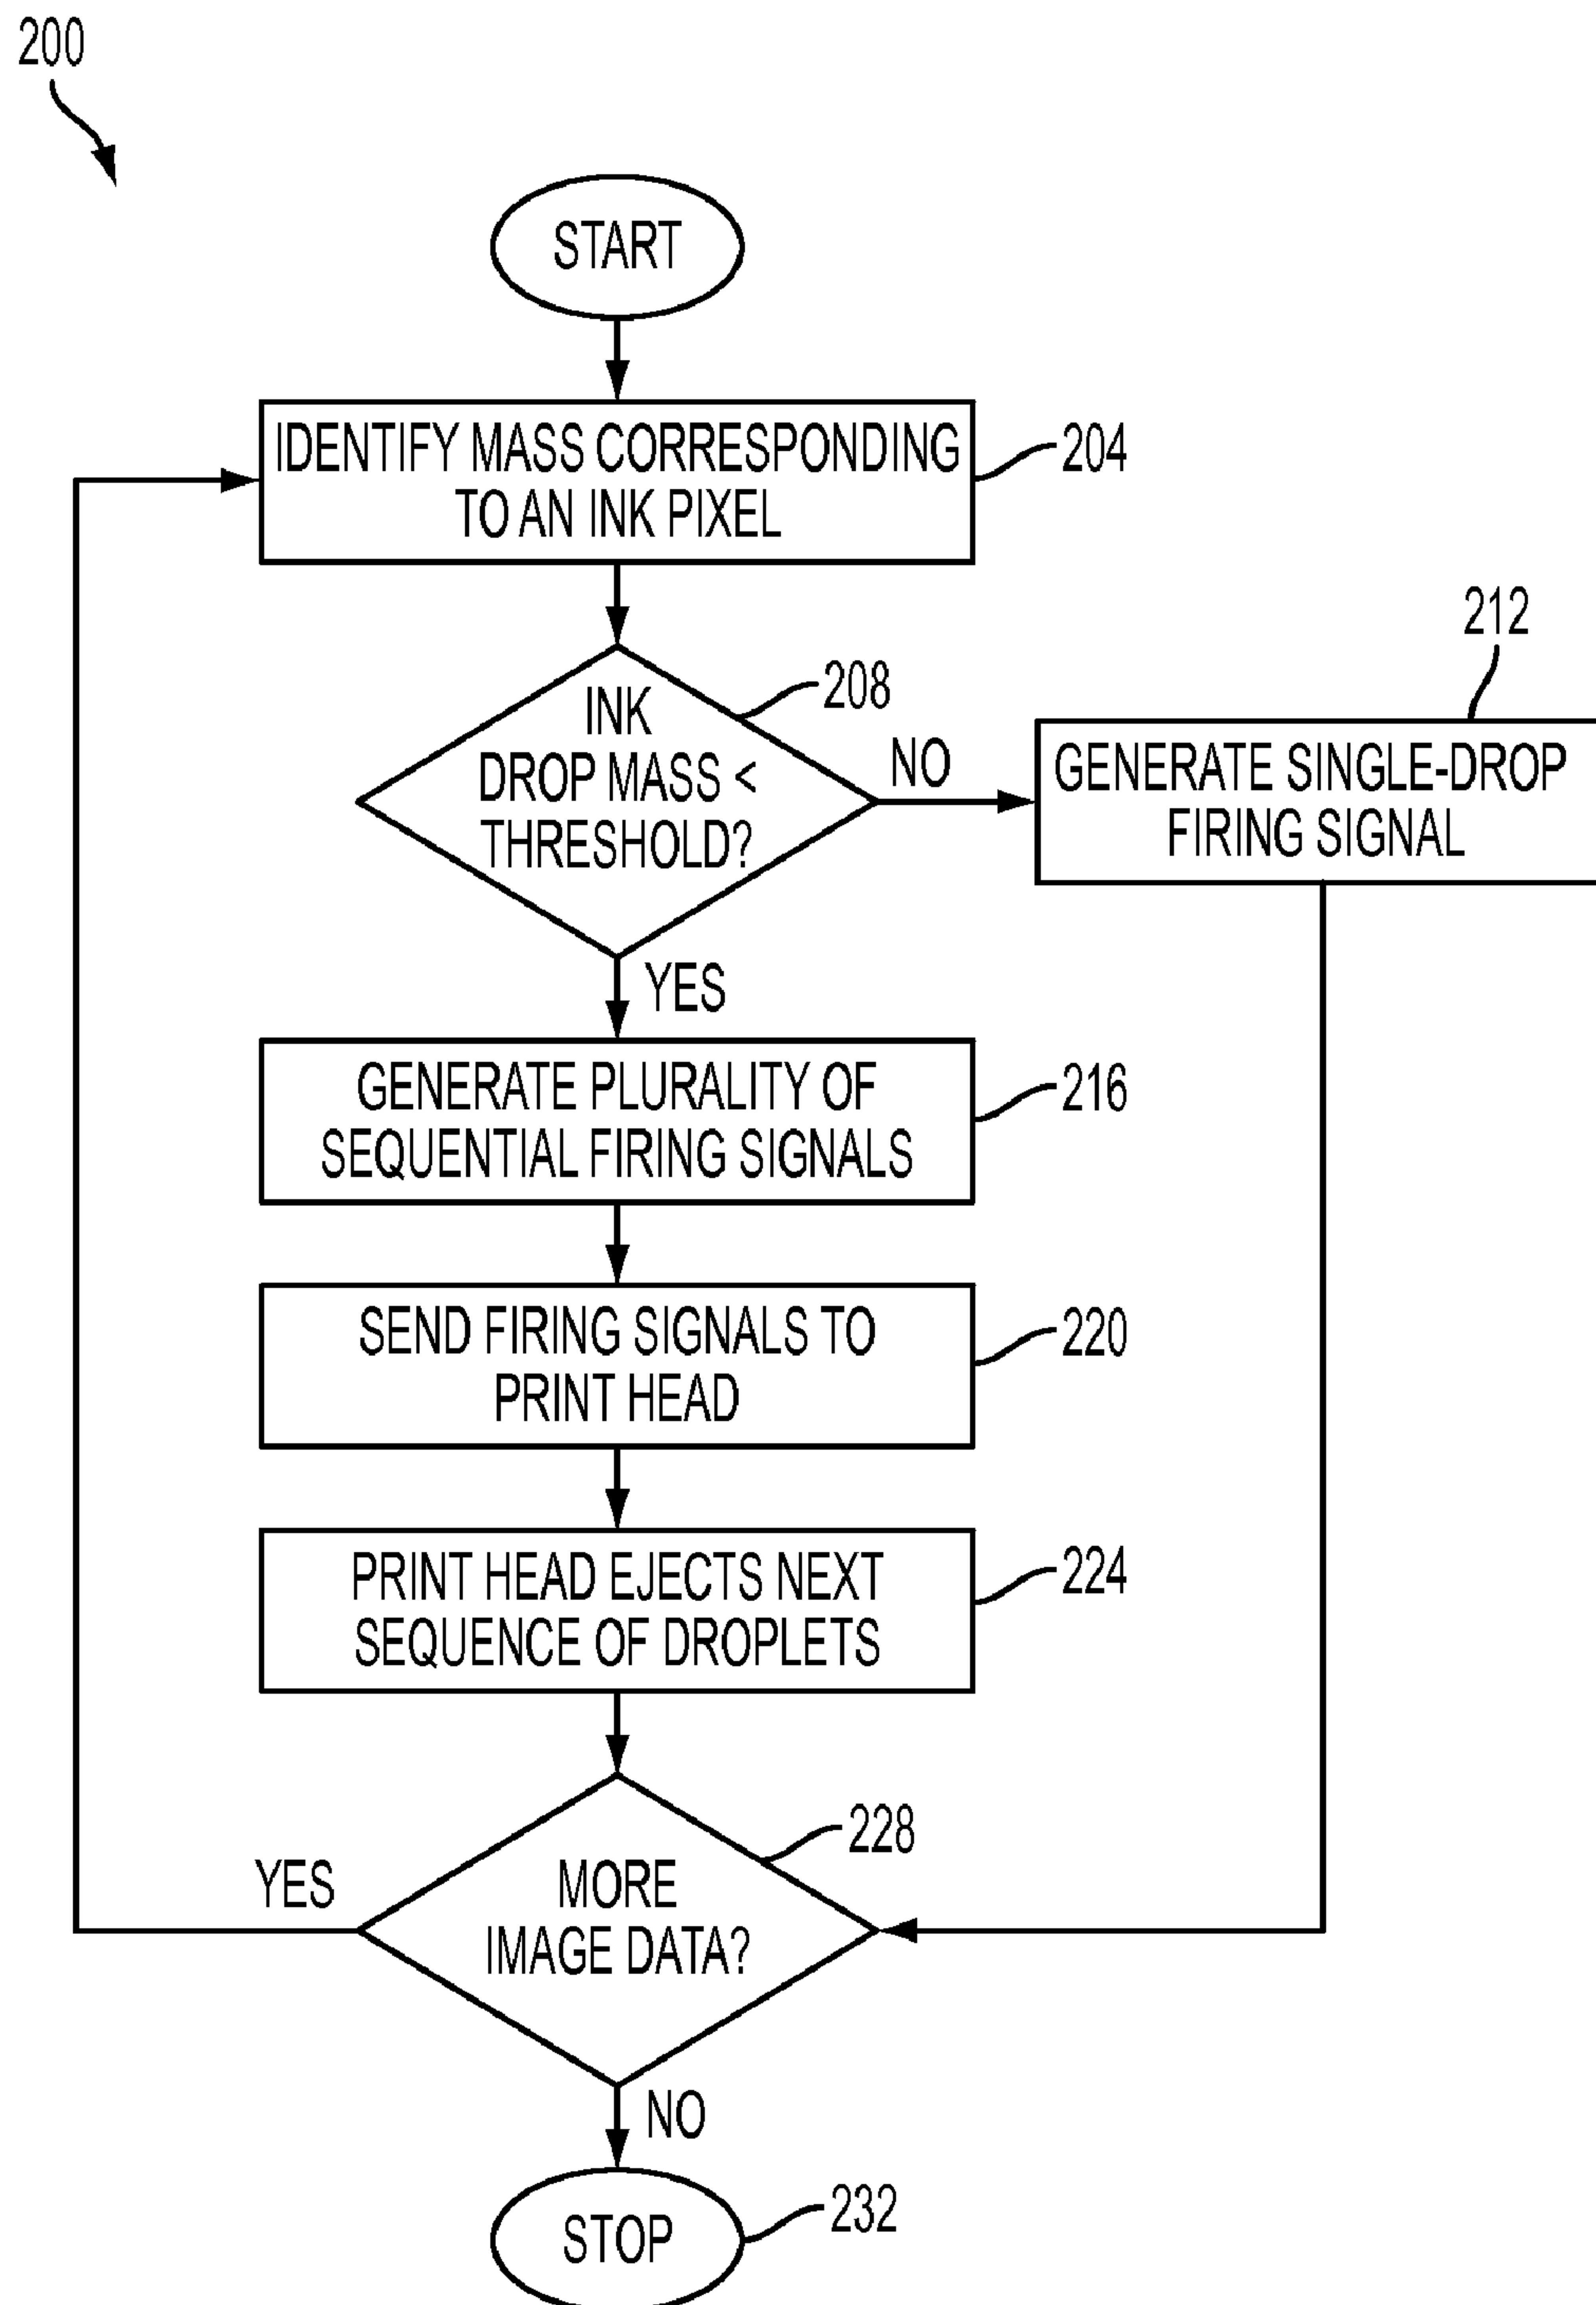 200
START
IDENTIFY MASS CORRESPONDING
TO AN INK PIXEL
204
INK
DROP MASS <
THRESHOLD?
208
NO
212
GENERATE SINGLE-DROP
FIRING SIGNAL
YES
GENERATE PLURALITY OF
SEQUENTIAL FIRING SIGNALS
216
SEND FIRING SIGNALS TO
PRINT HEAD
220
PRINT HEAD EJECTS NEXT
SEQUENCE OF DROPLETS
224
MORE
IMAGE DATA?
228
YES
NO
STOP
232